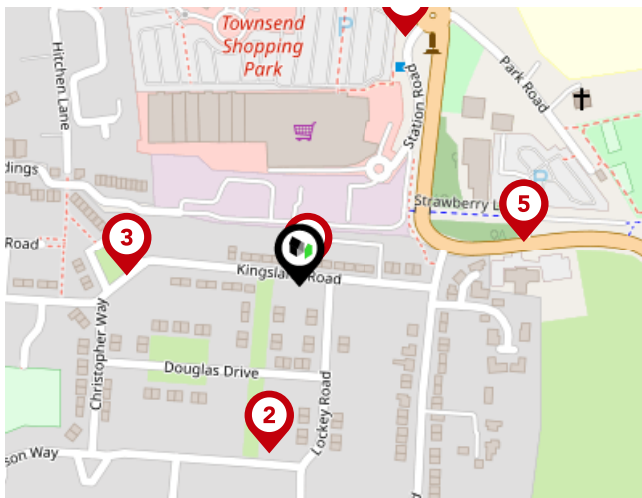 Townsend
Shopping
Park
P
Hitchen Lane
Station Road
Park Road
P
dings
Strawberry L
5
3
Road
Kingsland Road
Christopher Way
Douglas Drive
Lockey Road
2
son Way
d